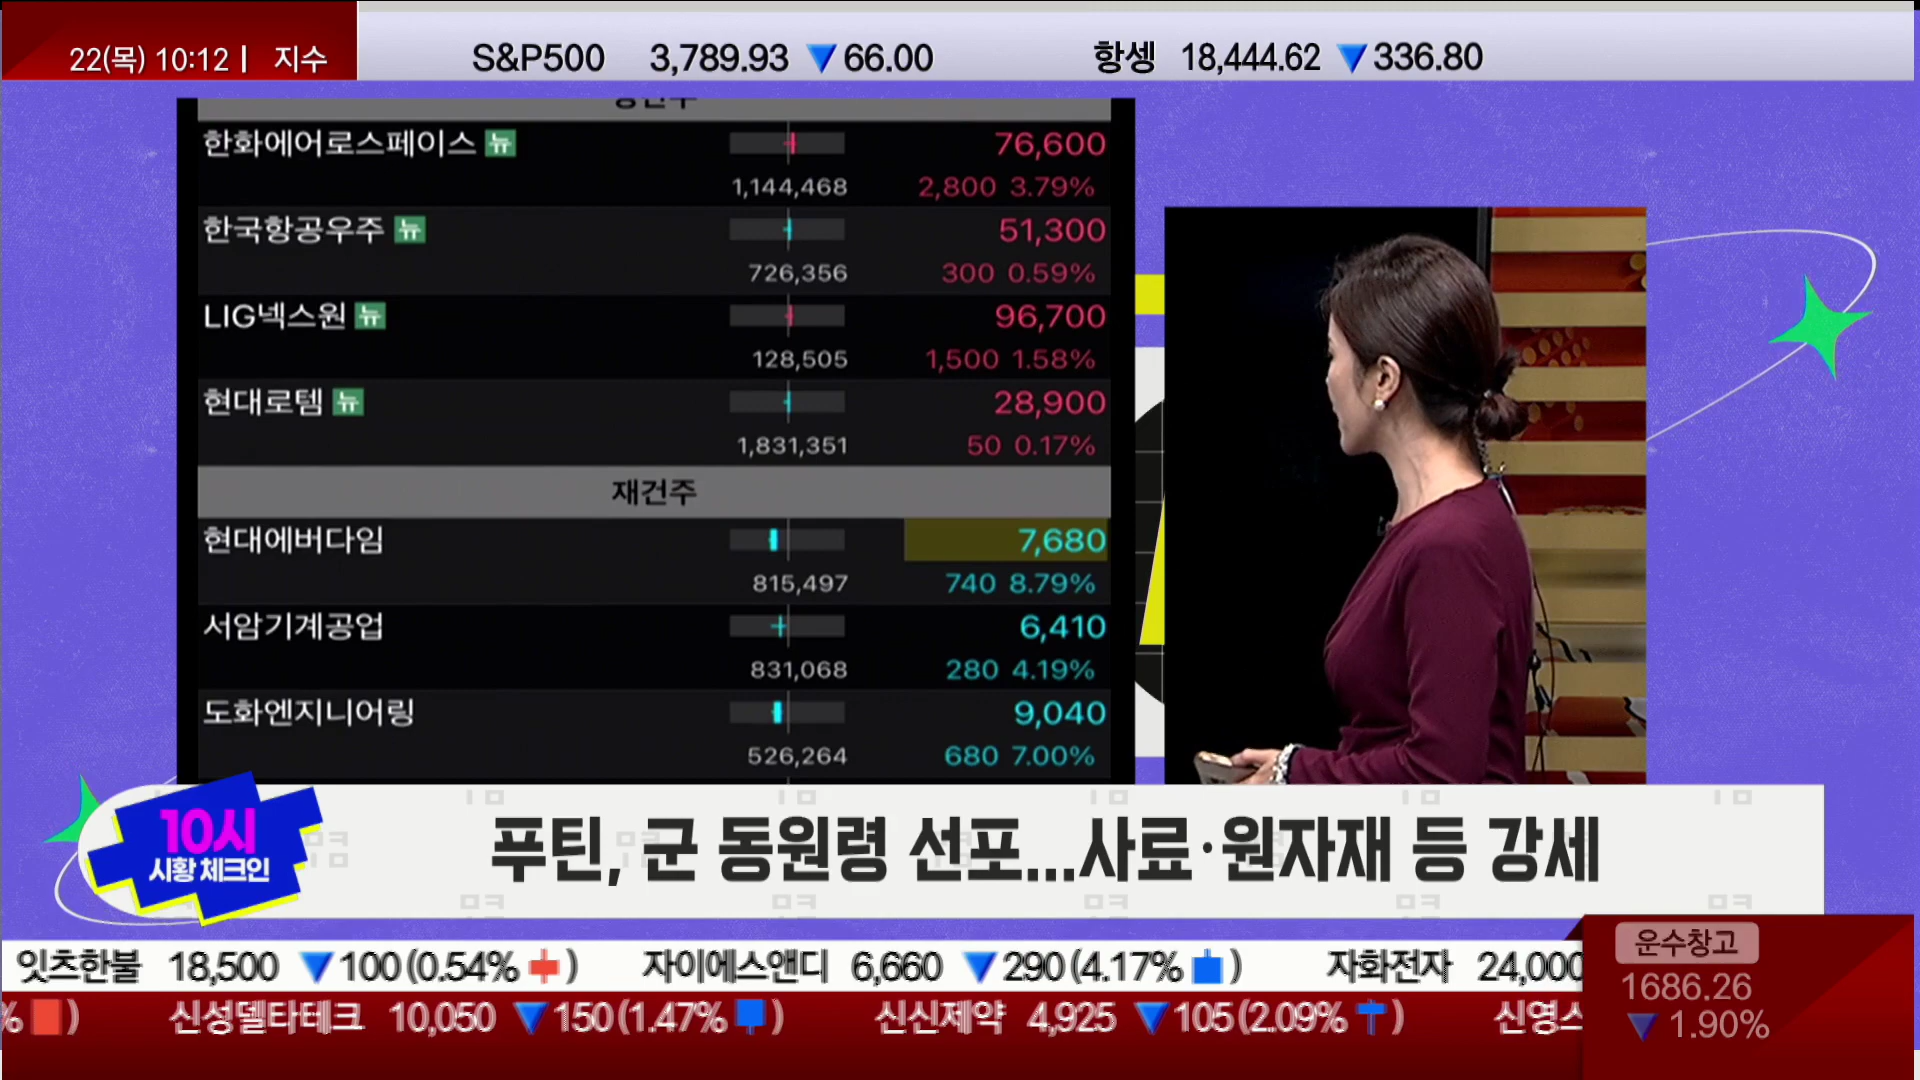 22(목) 10:12 | 지수
S&P500 3,789.93 ▼66.00 항셍 18,444.62 ▼336.80
한화에어로스페이스 뉴 76,600
1,144,468 2,800 3.79%
한국항공우주 뉴 51,300
726,356 300 0.59%
LIG넥스원 뉴 96,700
128,505 1,500 1.58%
현대로템 뉴 28,900
1,831,351 50 0.17%
재건주
현대에버다임 7,680
815,497 740 8.79%
서암기계공업 6,410
831,068 280 4.19%
도화엔지니어링 9,040
526,264 680 7.00%
10시
시황 체크인
푸틴, 군 동원령 선포...사료·원자재 등 강세
잇츠한불 18,500 ▼100(0.54% ) 자이에스앤디 6,660 ▼290(4.17% ) 자화전자 24,000
% ) 신성델타테크 10,050 ▼150(1.47% ) 신신제약 4,925 ▼105(2.09% ) 신영스
운수창고
1686.26
▼ 1.90%